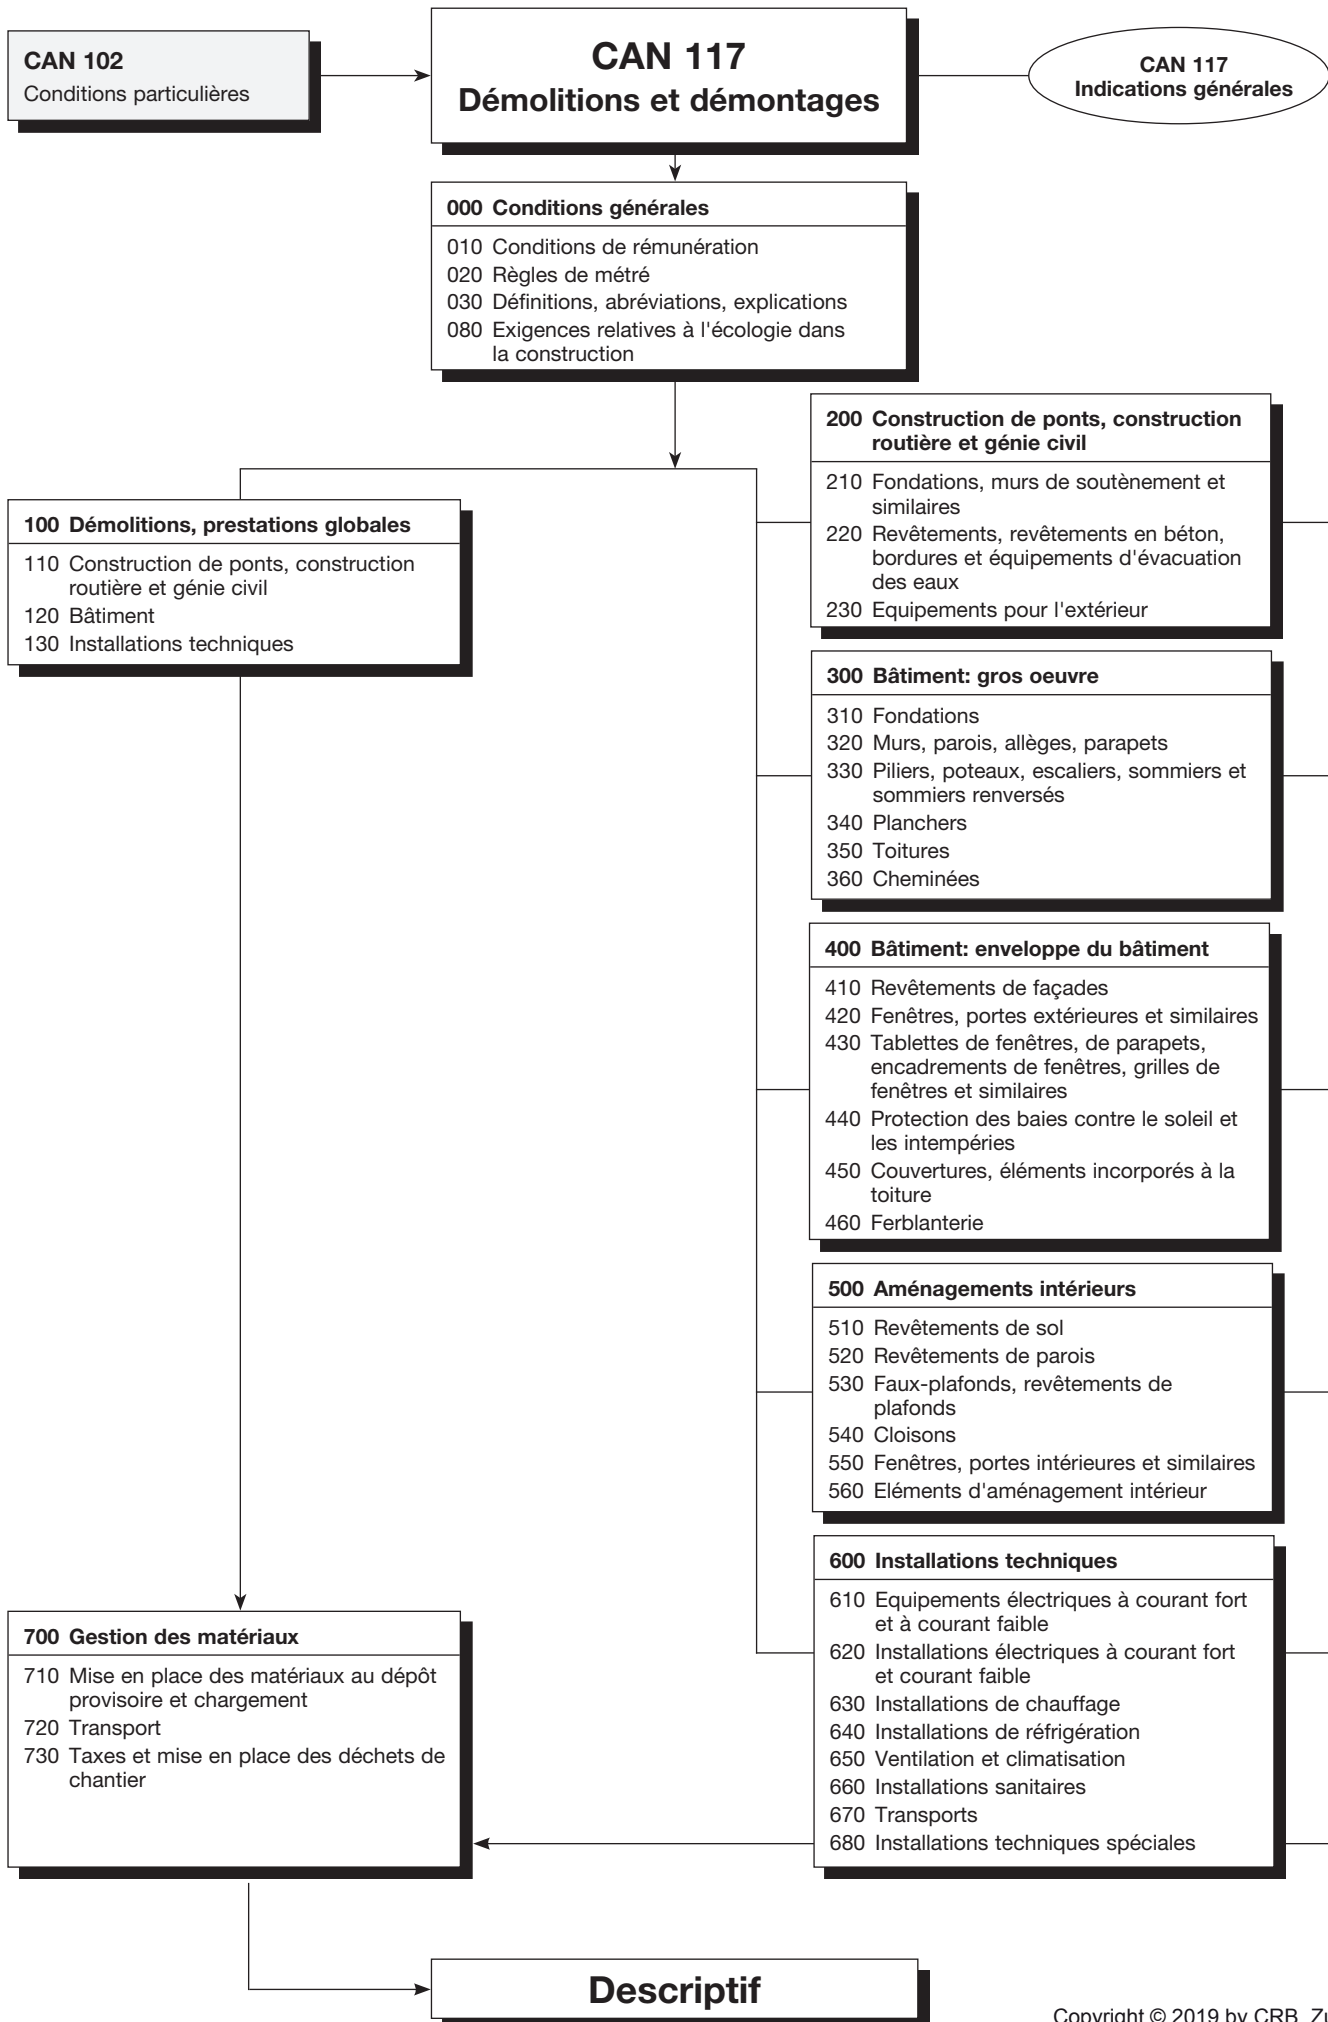 CAN 102
Conditions particulières
CAN 117
Démolitions et démontages
CAN 117
Indications générales
000 Conditions générales
010 Conditions de rémunération
020 Règles de métré
030 Définitions, abréviations, explications
080 Exigences relatives à l'écologie dans
la construction
100 Démolitions, prestations globales
110 Construction de ponts, construction
routière et génie civil
120 Bâtiment
130 Installations techniques
200 Construction de ponts, construction
routière et génie civil
210 Fondations, murs de soutènement et
similaires
220 Revêtements, revêtements en béton,
bordures et équipements d'évacuation
des eaux
230 Equipements pour l'extérieur
300 Bâtiment: gros oeuvre
310 Fondations
320 Murs, parois, allèges, parapets
330 Piliers, poteaux, escaliers, sommiers et
sommiers renversés
340 Planchers
350 Toitures
360 Cheminées
400 Bâtiment: enveloppe du bâtiment
410 Revêtements de façades
420 Fenêtres, portes extérieures et similaires
430 Tablettes de fenêtres, de parapets,
encadrements de fenêtres, grilles de
fenêtres et similaires
440 Protection des baies contre le soleil et
les intempéries
450 Couvertures, éléments incorporés à la
toiture
460 Ferblanterie
500 Aménagements intérieurs
510 Revêtements de sol
520 Revêtements de parois
530 Faux-plafonds, revêtements de
plafonds
540 Cloisons
550 Fenêtres, portes intérieures et similaires
560 Eléments d'aménagement intérieur
600 Installations techniques
610 Equipements électriques à courant fort
et à courant faible
620 Installations électriques à courant fort
et courant faible
630 Installations de chauffage
640 Installations de réfrigération
650 Ventilation et climatisation
660 Installations sanitaires
670 Transports
680 Installations techniques spéciales
700 Gestion des matériaux
710 Mise en place des matériaux au dépôt
provisoire et chargement
720 Transport
730 Taxes et mise en place des déchets de
chantier
Descriptif
Copyright © 2019 by CRB, Zu